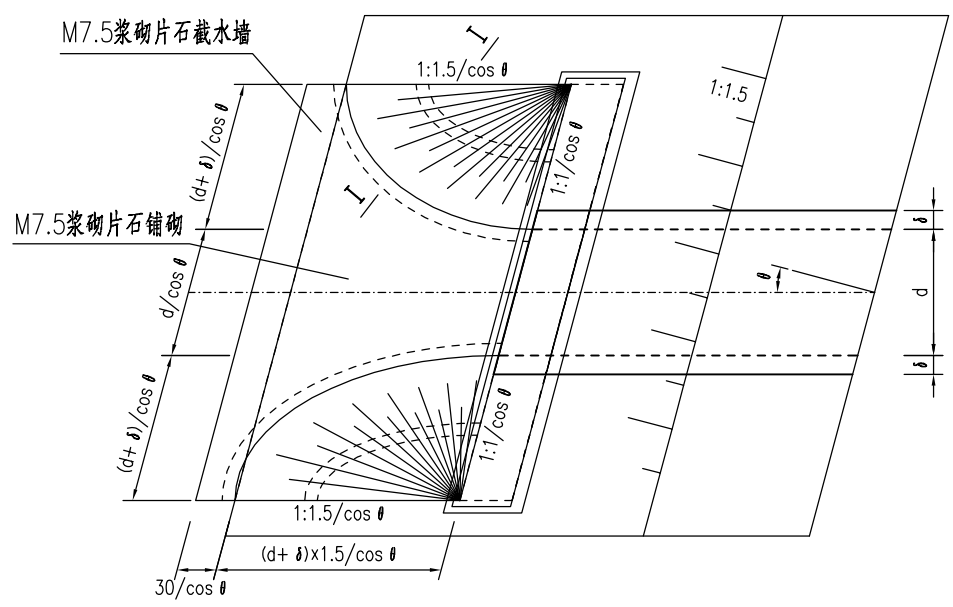 M7.5浆砌片石截水墙
I
1:1.5/cos θ
1:1.5
(d+ δ)/cos θ
1:1/cos θ
I
M7.5浆砌片石铺砌
δ
d/cos θ
θ
d
δ
(d+ δ)/cos θ
1:1/cos θ
1:1.5/cos θ
(d+ δ)×1.5/cos θ
30/cos θ